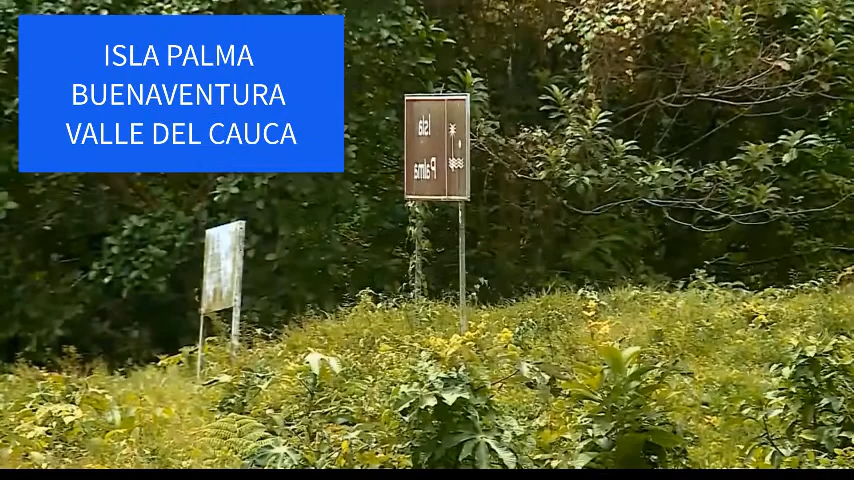 ISLA PALMA
BUENAVENTURA
VALLE DEL CAUCA
Isla
Palma